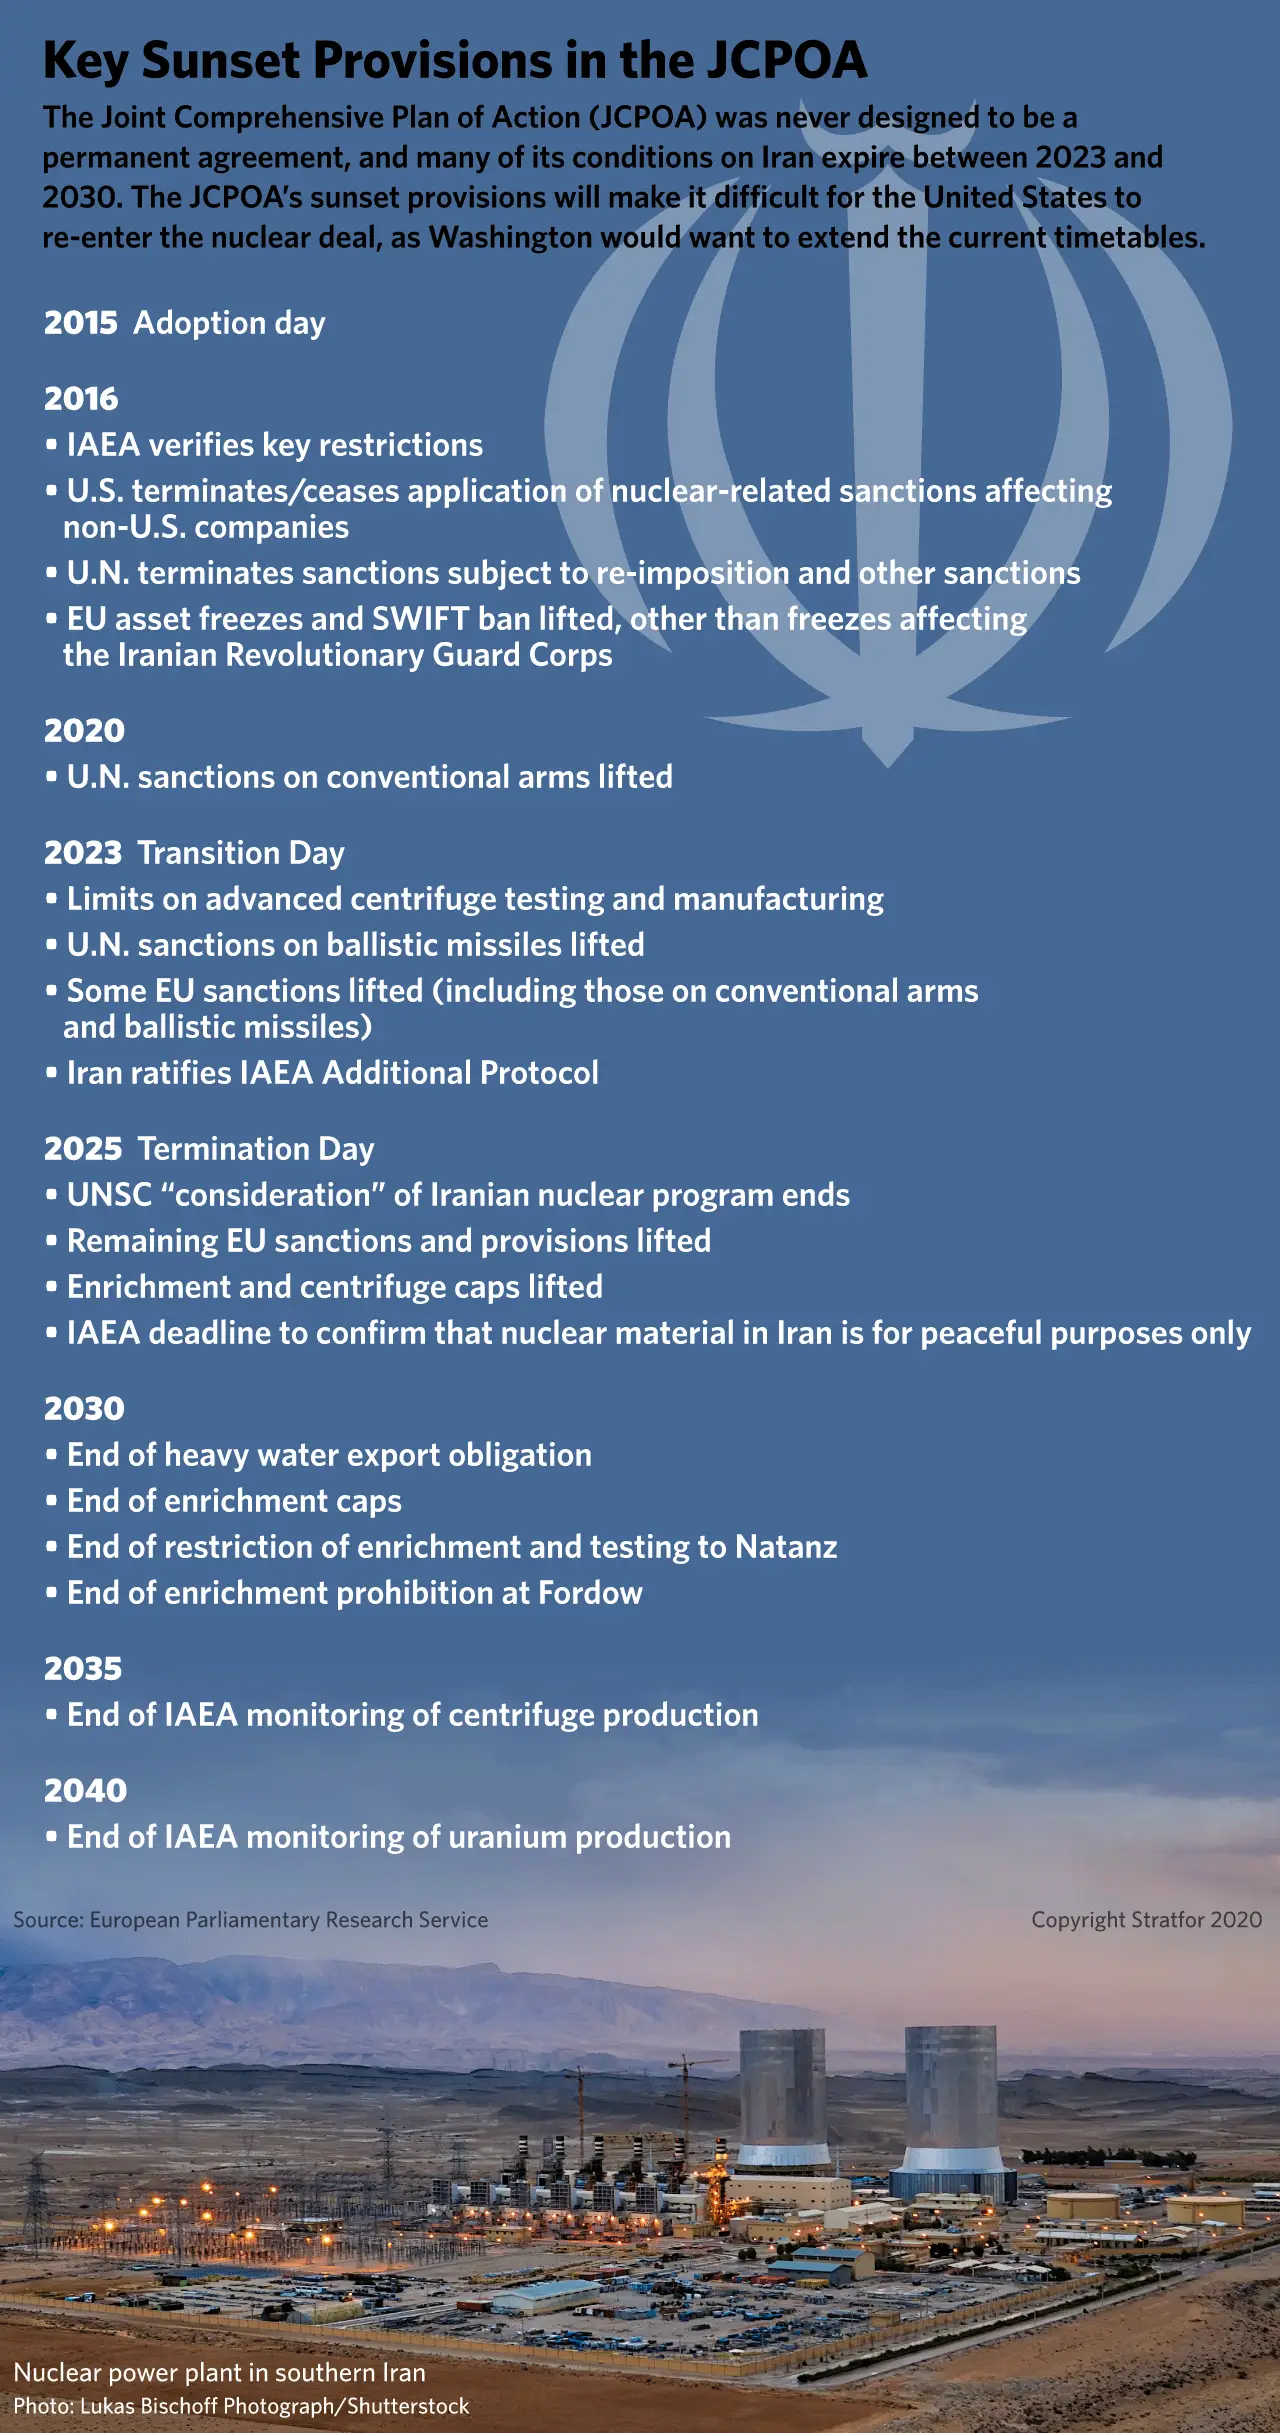 Key Sunset Provisions in the JCPOA
The Joint Comprehensive Plan of Action (JCPOA) was never designed to be a
permanent agreement, and many of its conditions on Iran expire between 2023 and
2030. The JCPOA’s sunset provisions will make it difficult for the United States to
re-enter the nuclear deal, as Washington would want to extend the current timetables.
2015 Adoption day
2016
• IAEA verifies key restrictions
• U.S. terminates/ceases application of nuclear-related sanctions affecting
non-U.S. companies
• U.N. terminates sanctions subject to re-imposition and other sanctions
• EU asset freezes and SWIFT ban lifted, other than freezes affecting
the Iranian Revolutionary Guard Corps
2020
• U.N. sanctions on conventional arms lifted
2023 Transition Day
• Limits on advanced centrifuge testing and manufacturing
• U.N. sanctions on ballistic missiles lifted
• Some EU sanctions lifted (including those on conventional arms
and ballistic missiles)
• Iran ratifies IAEA Additional Protocol
2025 Termination Day
• UNSC “consideration” of Iranian nuclear program ends
• Remaining EU sanctions and provisions lifted
• Enrichment and centrifuge caps lifted
• IAEA deadline to confirm that nuclear material in Iran is for peaceful purposes only
2030
• End of heavy water export obligation
• End of enrichment caps
• End of restriction of enrichment and testing to Natanz
• End of enrichment prohibition at Fordow
2035
• End of IAEA monitoring of centrifuge production
2040
• End of IAEA monitoring of uranium production
Source: European Parliamentary Research Service
Copyright Stratfor 2020
Nuclear power plant in southern Iran
Photo: Lukas Bischoff Photograph/Shutterstock